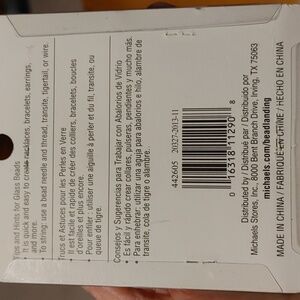 Tips and Hints for Glass Beads
• It is quick and easy to create necklaces, bracelets, earrings,
and more.
• To string: use a bead needle and thread, transite, tigertail, or wire.
Trucs et Astuces pour les Perles en Verre
• Il est facile et rapide de créer des colliers, bracelets, boucles
d'oreilles et plus encore.
• Pour enfiler : utiliser une aiguille à perler et du fil, transite, ou
queue de tigre.
Consejos y Sugerencias para Trabajar con Abalorios de Vidrio
• Es fácil y rápido crear collares, pulseras, pendientes y mucho más.
• Para enhebrar: utilizar una aguja para abalorios e hilo, alambre de
transite, cola de tigre o alambre.
442605 20227-2013-11
0 16318 11290 8
Distributed by / Distribué par / Distribuido por
Michaels Stores, Inc., 8000 Bent Branch Drive, Irving, TX 75063
michaels.com/beadlanding
MADE IN CHINA / FABRIQUÉ EN CHINE / HECHO EN CHINA